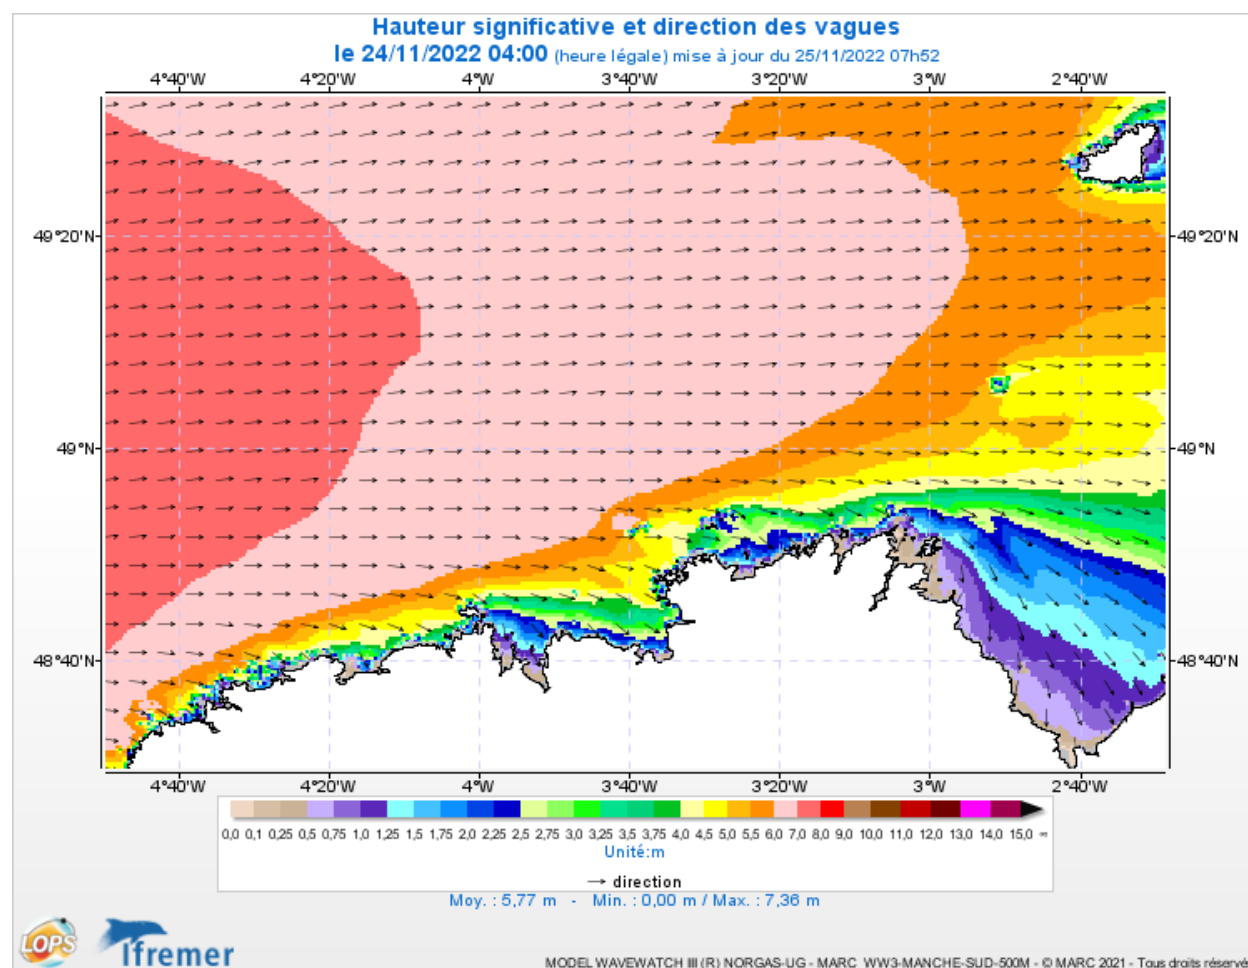 Hauteur significative et direction des vagues
le 24/11/2022 04:00 (heure légale) mise à jour du 25/11/2022 07h52
4°40'W 4°20'W 4°W 3°40'W 3°20'W 3°W 2°40'W
49°20'N 49°20'N
49°N 49°N
48°40'N 48°40'N
4°40'W 4°20'W 4°W 3°40'W 3°20'W 3°W 2°40'W
0,0 0,1 0,25 0,5 0,75 1,0 1,25 1,5 1,75 2,0 2,25 2,5 2,75 3,0 3,25 3,5 3,75 4,0 4,5 5,0 5,5 6,0 7,0 8,0 9,0 10,0 11,0 12,0 13,0 14,0 15,0 ∞
Unité:m
→ direction
Moy. : 5,77 m - Min. : 0,00 m / Max. : 7,36 m
LOPS
Ifremer
MODEL WAVEWATCH III (R) NORGAS-UG - MARC_WW3-MANCHE-SUD-500M - © MARC 2021 - Tous droits réservé